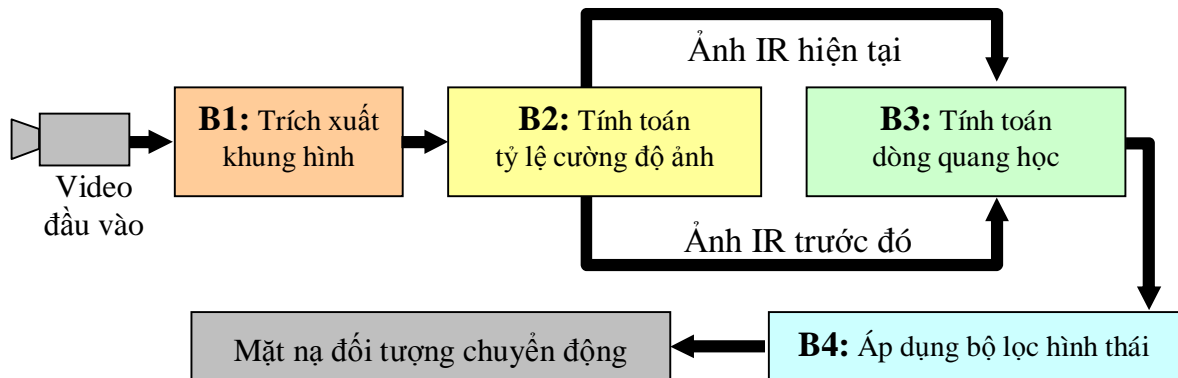 Ảnh IR hiện tại
B1: Trích xuất
khung hình
B2: Tính toán
tỷ lệ cường độ ảnh
B3: Tính toán
dòng quang học
Video
đầu vào
Ảnh IR trước đó
Mặt nạ đối tượng chuyển động
B4: Áp dụng bộ lọc hình thái